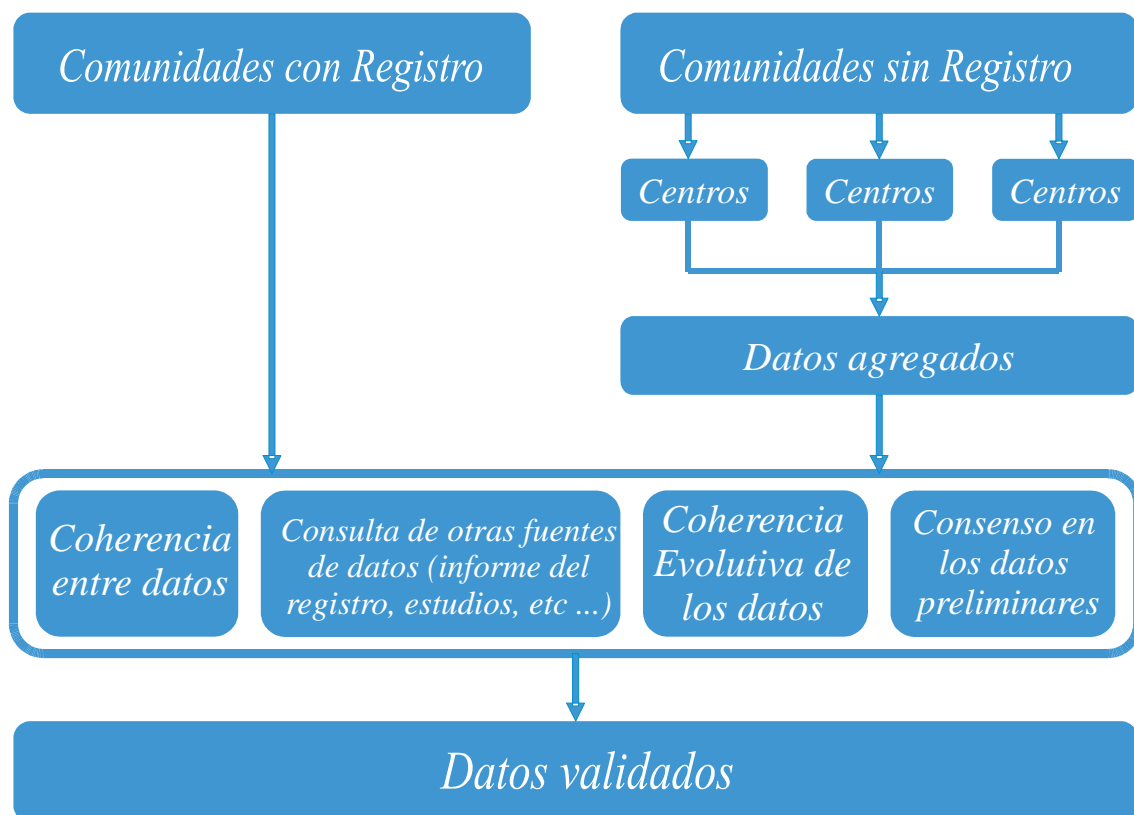 Comunidades con Registro
Comunidades sin Registro
Centros
Centros
Centros
Datos agregados
Coherencia
entre datos
Consulta de otras fuentes
de datos (informe del
registro, estudios, etc ...)
Coherencia
Evolutiva de
los datos
Consenso en
los datos
preliminares
Datos validados